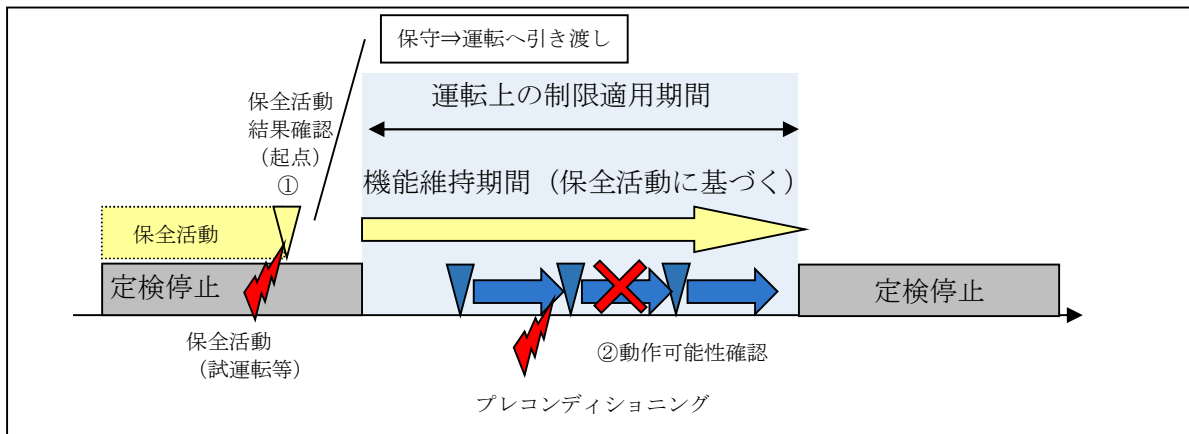 保守⇒運転へ引き渡し
運転上の制限適用期間
保全活動
結果確認
（起点）
①
機能維持期間（保全活動に基づく）
保全活動
定検停止
定検停止
保全活動
（試運転等）
②動作可能性確認
プレコンディショニング